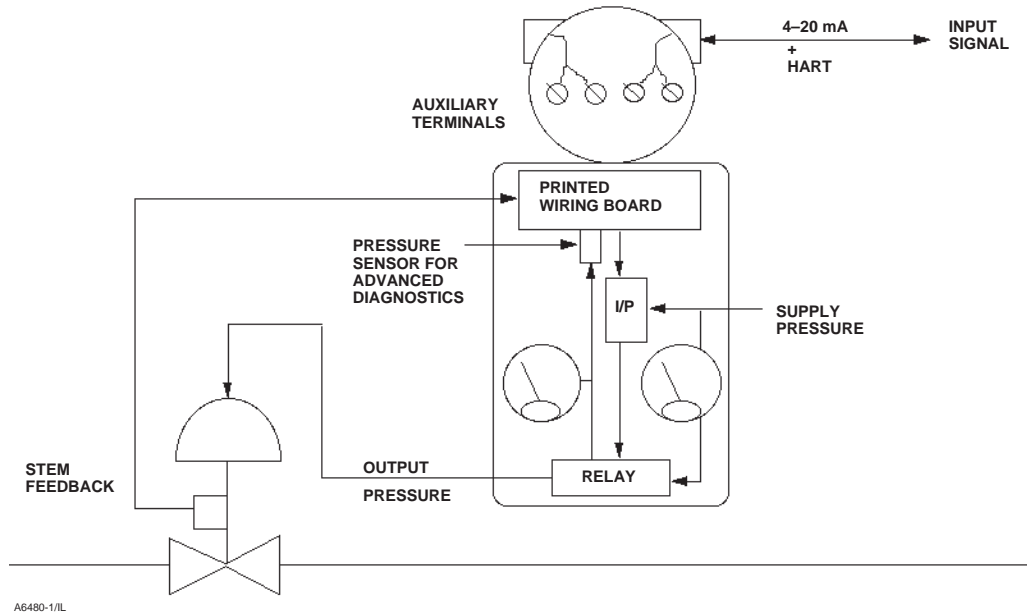 4–20 mA
+
HART
INPUT
SIGNAL
AUXILIARY
TERMINALS
PRINTED
WIRING BOARD
PRESSURE
SENSOR FOR
ADVANCED
DIAGNOSTICS
I/P
SUPPLY
PRESSURE
STEM
FEEDBACK
OUTPUT
PRESSURE
RELAY
A6480-1/IL